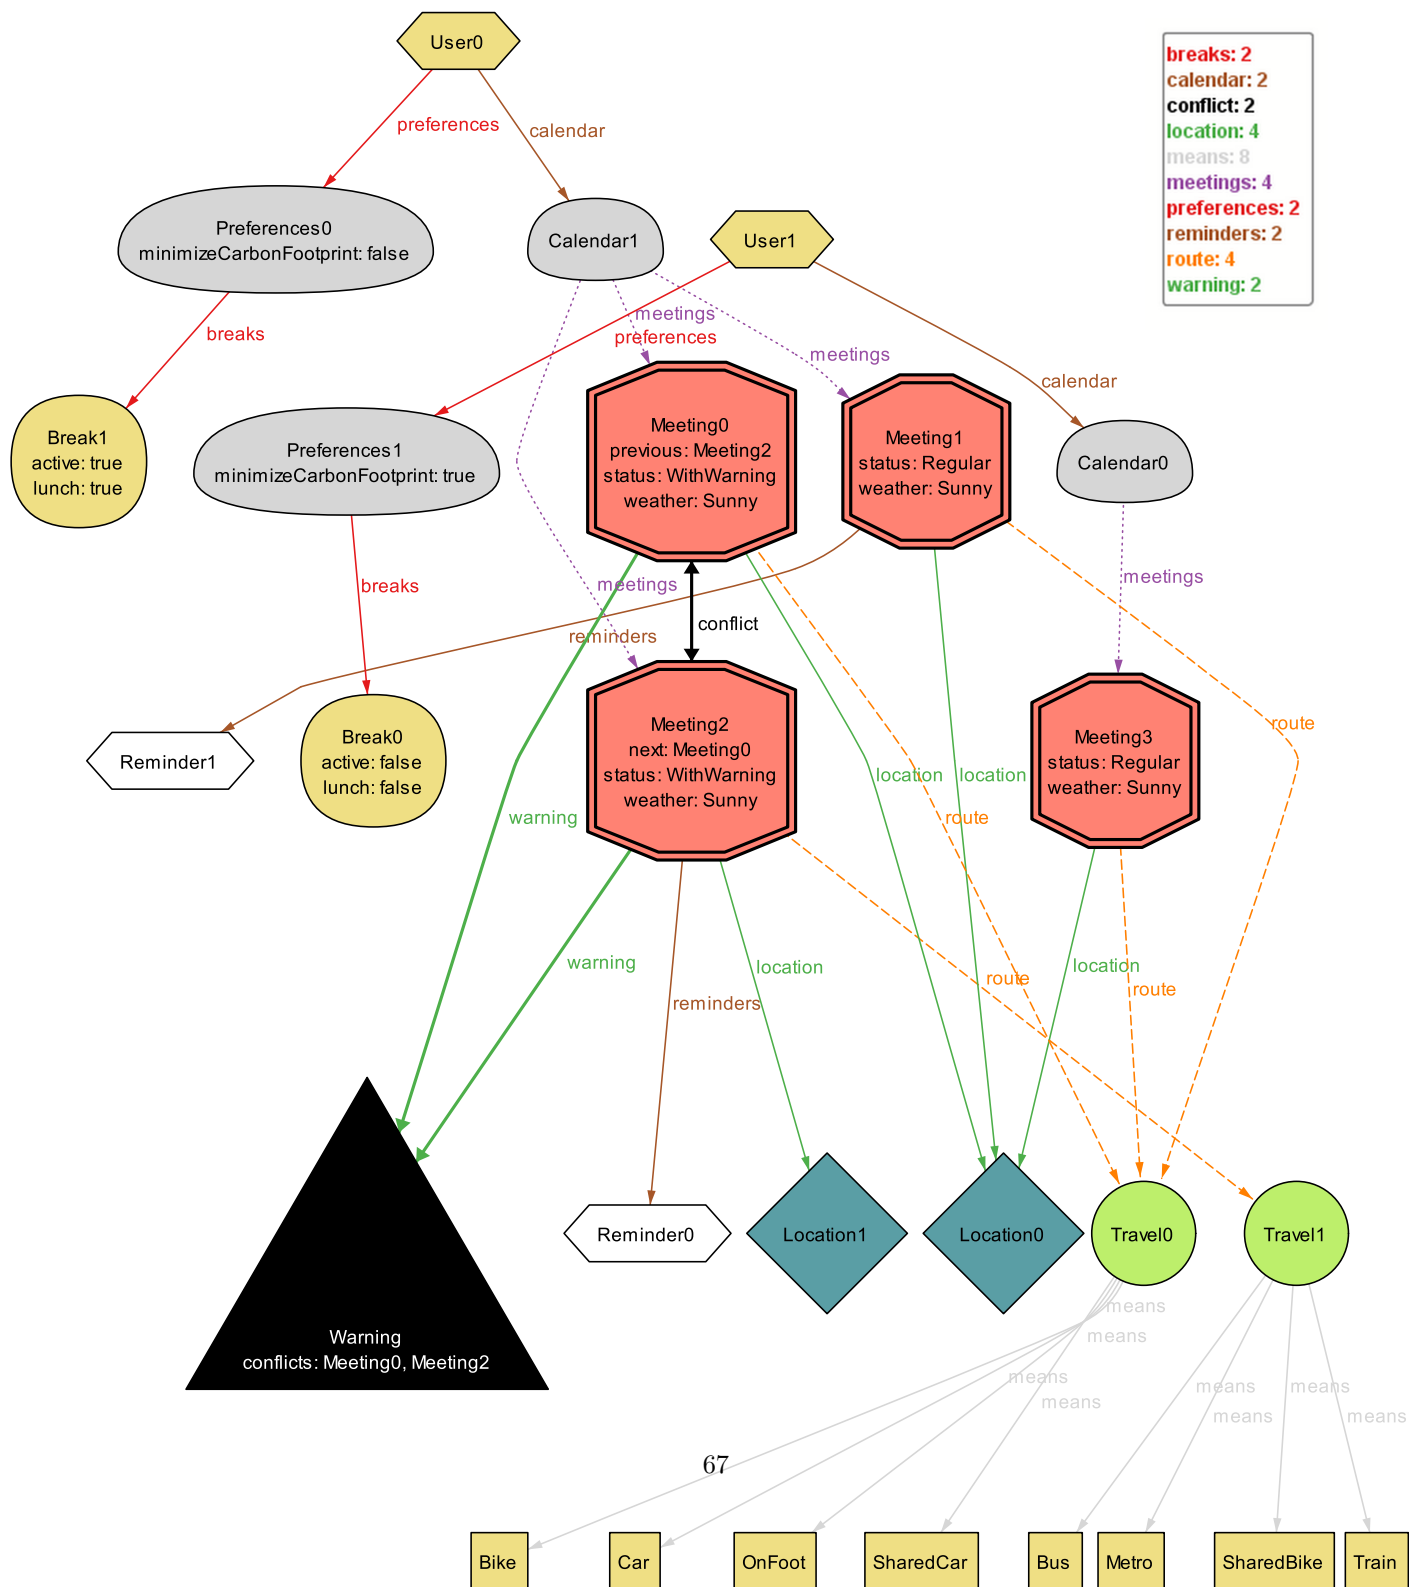 User0
breaks: 2
calendar: 2
conflict: 2
location: 4
means: 8
meetings: 4
preferences: 2
reminders: 2
route: 4
warning: 2
preferences
calendar
Preferences0
minimizeCarbonFootprint: false
Calendar1
User1
breaks
meetings
preferences
meetings
calendar
Break1
active: true
lunch: true
Preferences1
minimizeCarbonFootprint: true
Meeting0
previous: Meeting2
status: WithWarning
weather: Sunny
Meeting1
status: Regular
weather: Sunny
Calendar0
breaks
meetings
meetings
conflict
reminders
Reminder1
Break0
active: false
lunch: false
Meeting2
next: Meeting0
status: WithWarning
weather: Sunny
Meeting3
status: Regular
weather: Sunny
route
location
location
warning
route
warning
location
route
location
route
reminders
Warning
conflicts: Meeting0, Meeting2
Reminder0
Location1
Location0
Travel0
Travel1
means
means
means
means
means
means
means
means
67
Bike
Car
OnFoot
SharedCar
Bus
Metro
SharedBike
Train